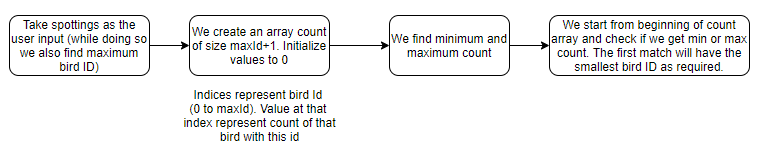 Take spottings as the
user input (while doing so
we also find maximum
bird ID)
We create an array count
of size maxId+1. Initialize
values to 0
Indices represent bird Id
(0 to maxId). Value at that
index represent count of that
bird with this id
We find minimum and
maximum count
We start from beginning of count
array and check if we get min or max
count. The first match will have the
smallest bird ID as required.